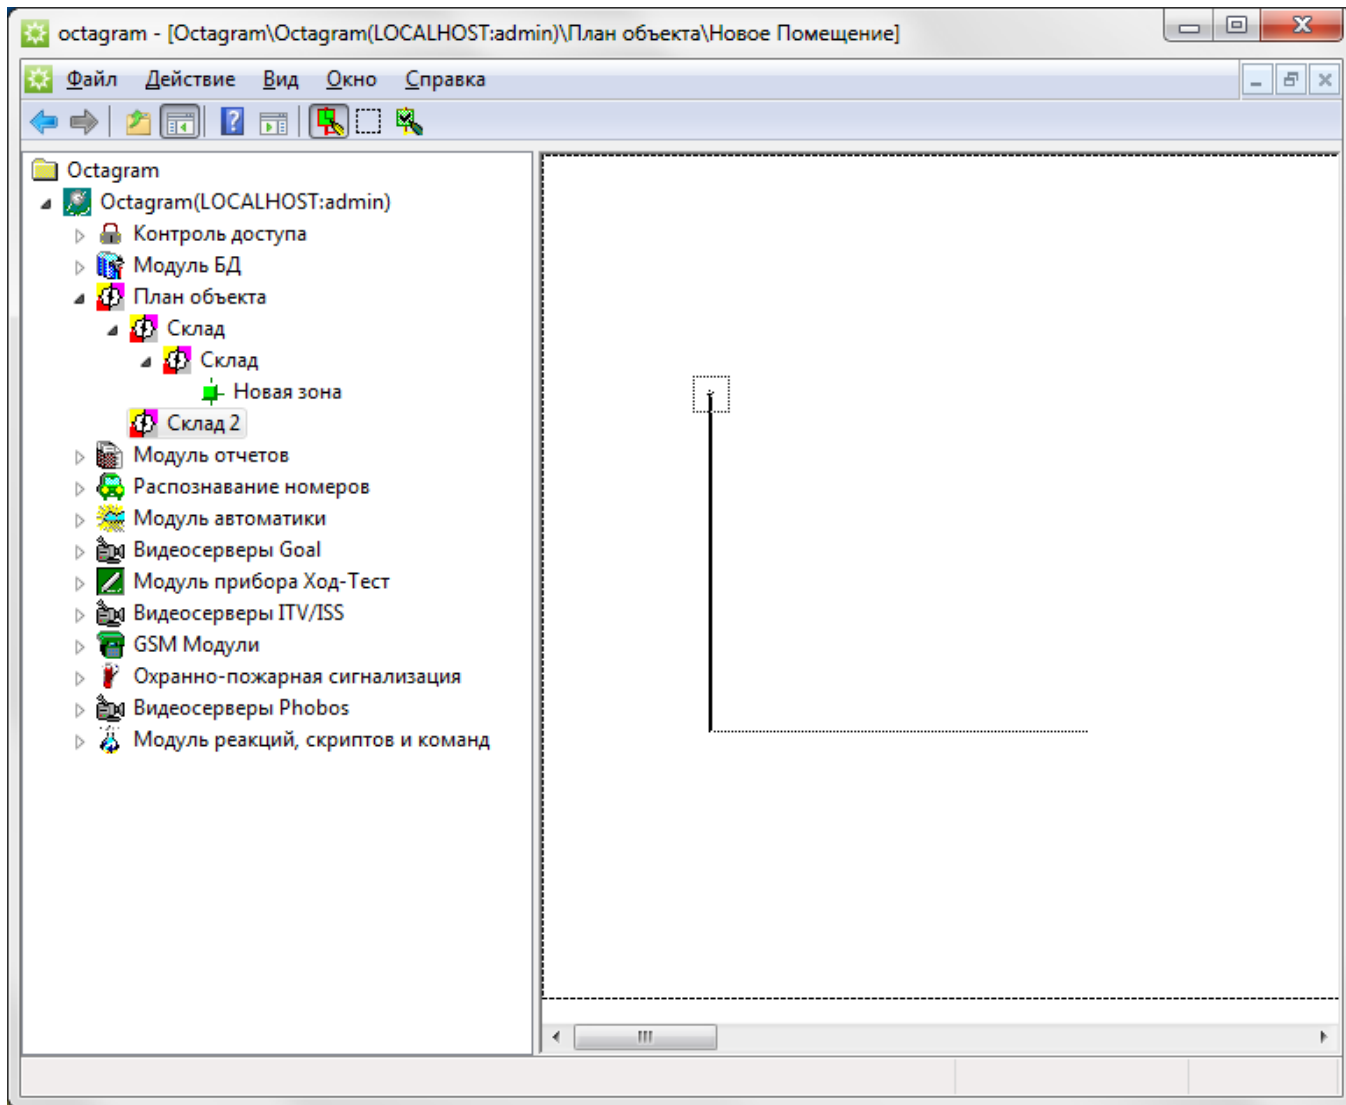 octagram - [Octagram\Octagram(LOCALHOST:admin)\План объекта\Новое Помещение]
Файл Действие Вид Окно Справка
Octagram
Octagram(LOCALHOST:admin)
Контроль доступа
Модуль БД
План объекта
Склад
Склад
Новая зона
Склад 2
Модуль отчетов
Распознавание номеров
Модуль автоматики
Видеосерверы Goal
Модуль прибора Ход-Тест
Видеосерверы ITV/ISS
GSM Модули
Охранно-пожарная сигнализация
Видеосерверы Phobos
Модуль реакций, скриптов и команд